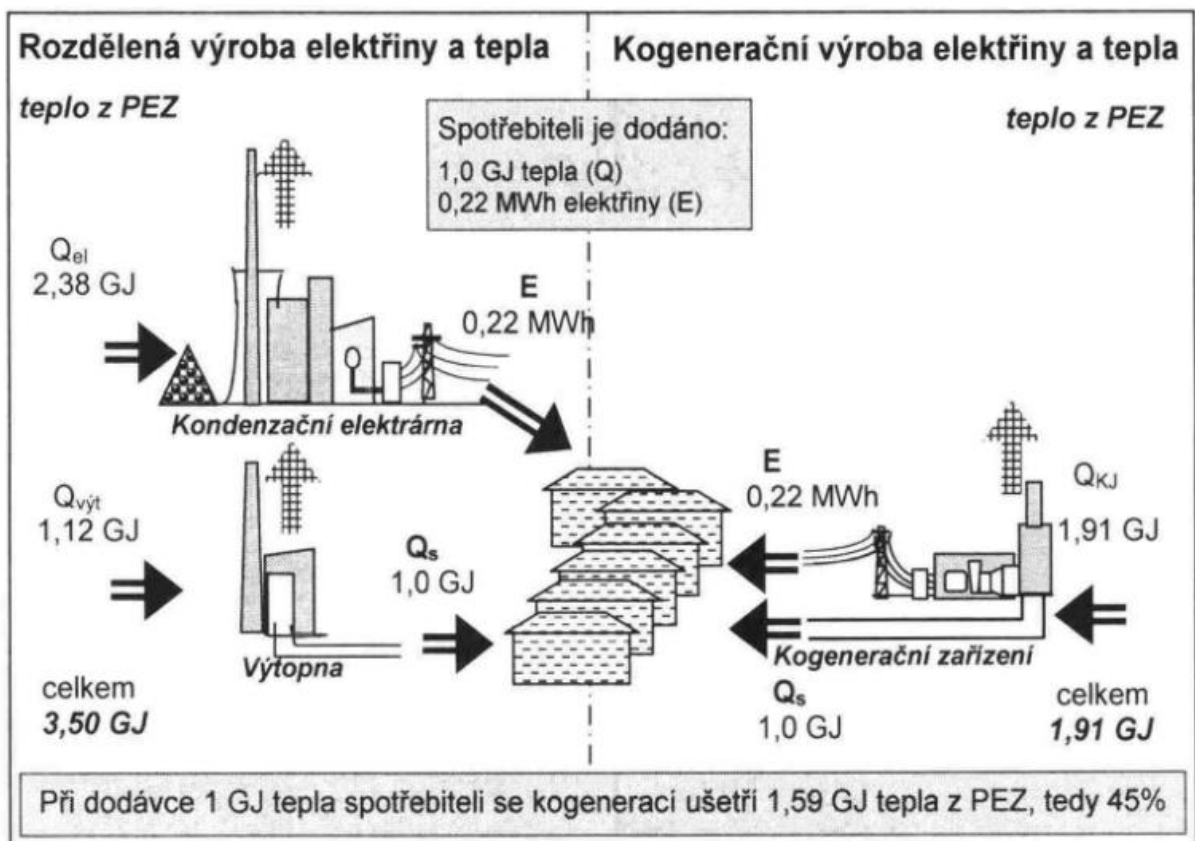 Rozdělená výroba elektřiny a tepla
Kogenerační výroba elektřiny a tepla
teplo z PEZ
teplo z PEZ
Spotřebiteli je dodáno:
1,0 GJ tepla (Q)
0,22 MWh elektřiny (E)
Qel
2,38 GJ
E
0,22 MWh
Kondenzační elektrárna
Qvýt
1,12 GJ
Qs
1,0 GJ
Výtopna
celkem
3,50 GJ
E
0,22 MWh
QKJ
1,91 GJ
Kogenerační zařízení
Qs
1,0 GJ
celkem
1,91 GJ
Při dodávce 1 GJ tepla spotřebiteli se kogenerací ušetří 1,59 GJ tepla z PEZ, tedy 45%